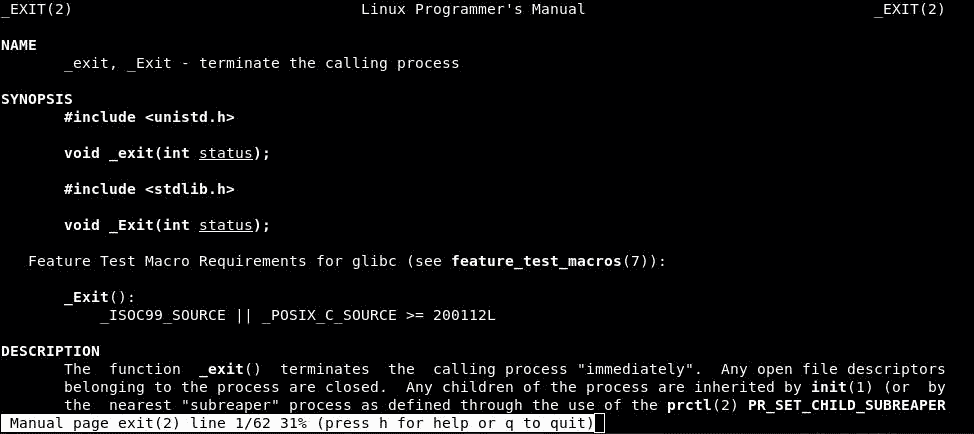 _EXIT(2) Linux Programmer's Manual _EXIT(2)
NAME
_exit, _Exit - terminate the calling process
SYNOPSIS
#include <unistd.h>
void _exit(int status);
#include <stdlib.h>
void _Exit(int status);
Feature Test Macro Requirements for glibc (see feature_test_macros(7)):
_Exit():
_ISOC99_SOURCE || _POSIX_C_SOURCE >= 200112L
DESCRIPTION
The function _exit() terminates the calling process "immediately". Any open file descriptors
belonging to the process are closed. Any children of the process are inherited by init(1) (or by
the nearest "subreaper" process as defined through the use of the prctl(2) PR_SET_CHILD_SUBREAPER
Manual page exit(2) line 1/62 31% (press h for help or q to quit)